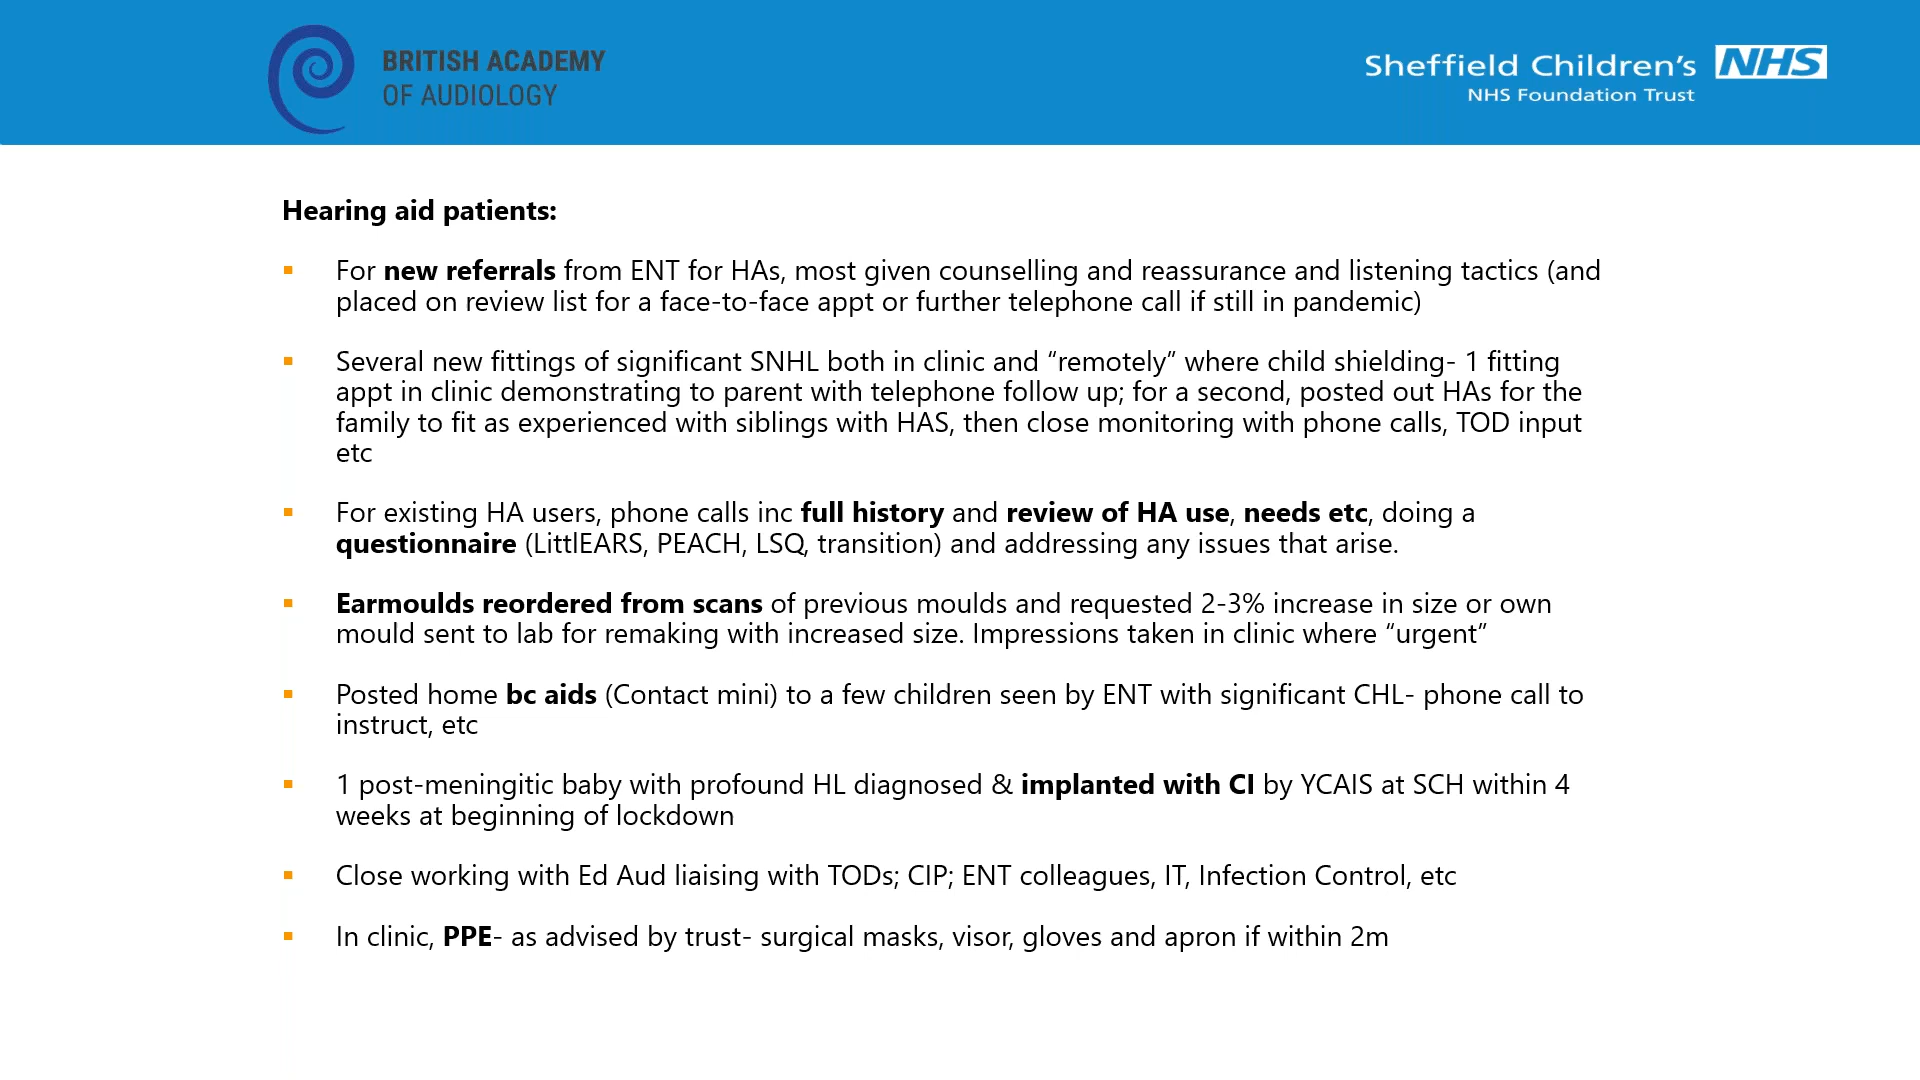 BRITISH ACADEMY
OF AUDIOLOGY
Sheffield Children's NHS
NHS Foundation Trust
Hearing aid patients:
▪ For new referrals from ENT for HAs, most given counselling and reassurance and listening tactics (and
placed on review list for a face-to-face appt or further telephone call if still in pandemic)
▪ Several new fittings of significant SNHL both in clinic and “remotely” where child shielding- 1 fitting
appt in clinic demonstrating to parent with telephone follow up; for a second, posted out HAs for the
family to fit as experienced with siblings with HAS, then close monitoring with phone calls, TOD input
etc
▪ For existing HA users, phone calls inc full history and review of HA use, needs etc, doing a
questionnaire (LittlEARS, PEACH, LSQ, transition) and addressing any issues that arise.
▪ Earmoulds reordered from scans of previous moulds and requested 2-3% increase in size or own
mould sent to lab for remaking with increased size. Impressions taken in clinic where “urgent”
▪ Posted home bc aids (Contact mini) to a few children seen by ENT with significant CHL- phone call to
instruct, etc
▪ 1 post-meningitic baby with profound HL diagnosed & implanted with CI by YCAIS at SCH within 4
weeks at beginning of lockdown
▪ Close working with Ed Aud liaising with TODs; CIP; ENT colleagues, IT, Infection Control, etc
▪ In clinic, PPE- as advised by trust- surgical masks, visor, gloves and apron if within 2m